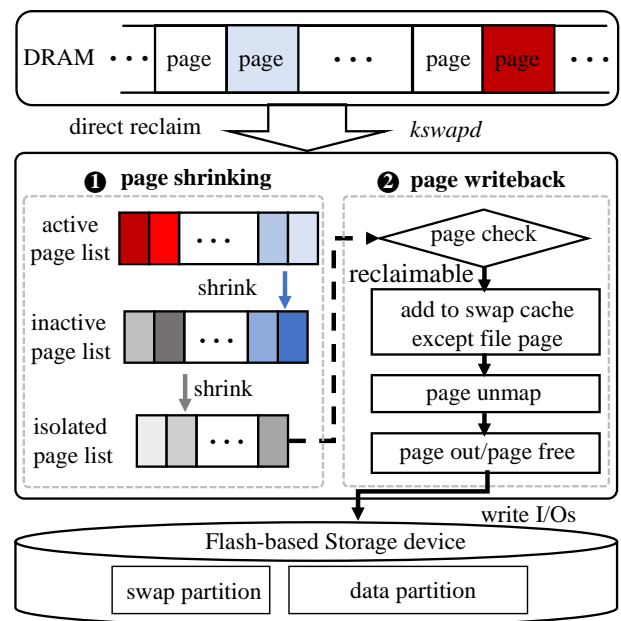 DRAM ··· page page ··· page page ···
direct reclaim kswapd
❶ page shrinking
active
page list
···
shrink
inactive
page list
···
shrink
isolated
page list
···
❷ page writeback
page check
reclaimable
add to swap cache
except file page
page unmap
page out/page free
write I/Os
Flash-based Storage device
swap partition data partition